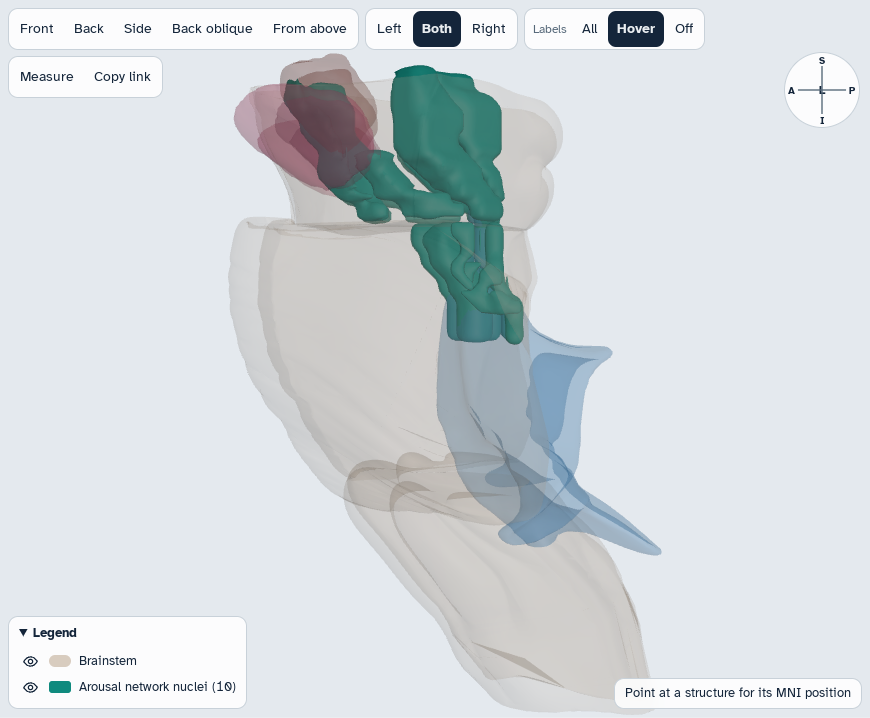 Front Back Side Back oblique From above Left Both Right Labels All Hover Off
Measure Copy link
S
A L P
I
▼ Legend
Brainstem
Arousal network nuclei (10)
Point at a structure for its MNI position